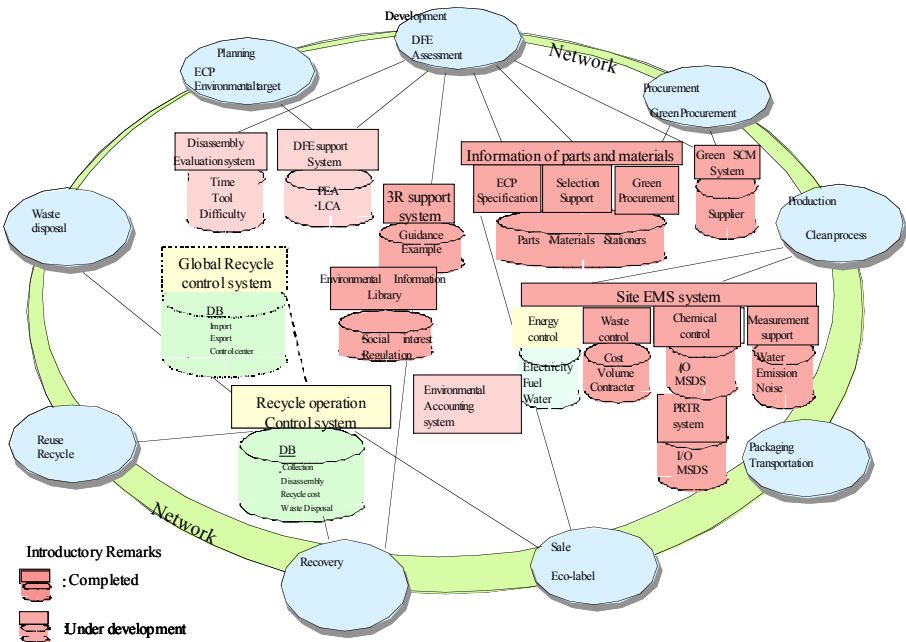 Development
DFE
Assessment
Network
Planning
ECP
Environmental target
Procurement
Green Procurement
Disassembly
Evaluation system
Time
Tool
Difficulty
DFE support
System
PEA
·LCA
Information of parts and materials
ECP
Specification
Selection
Support
Green
Procurement
Parts Materials Stationers
Green SCM
System
Supplier
3R support
system
Guidance
Example
Waste
disposal
Production
Clean process
Global Recycle
control system
DB
Import
Export
Control center
Environmental Information
Library
Social interest
Regulation
Site EMS system
Energy
control
Electricity
Fuel
Water
Waste
control
Cost
Volume
Contracter
Chemical
control
I/O
MSDS
PRTR
system
I/O
MSDS
Measurement
support
Water
Emission
Noise
Environmental
Accounting
system
Recycle operation
Control system
DB
Collection
Disassembly
Recycle cost
Waste Disposal
Reuse
Recycle
Packaging
Transportation
Network
Recovery
Sale
Eco-label
Introductory Remarks
: Completed
:Under development